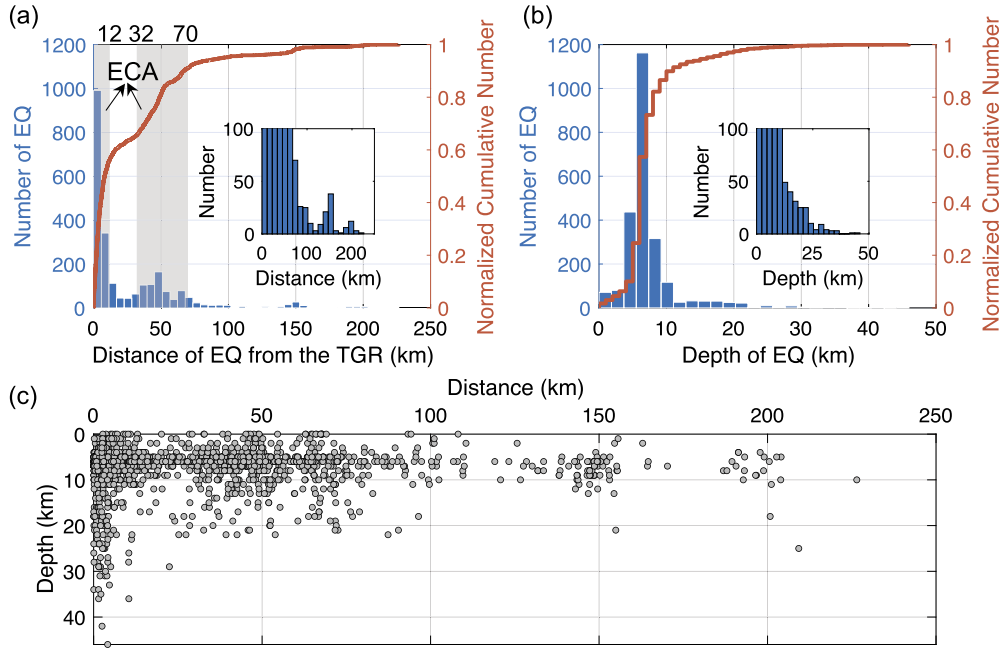 (a)
12 32 70
ECA
Number of EQ
1200
1000
800
600
400
200
0
Normalized Cumulative Number
1
0.8
0.6
0.4
0.2
0
Number
100
50
0
0 100 200
Distance (km)
0 50 100 150 200 250
Distance of EQ from the TGR (km)
(b)
Number of EQ
1200
1000
800
600
400
200
0
Normalized Cumulative Number
1
0.8
0.6
0.4
0.2
0
Number
100
50
0
0 25 50
Depth (km)
0 10 20 30 40 50
Depth of EQ (km)
(c)
Distance (km)
0 50 100 150 200 250
Depth (km)
0
10
20
30
40